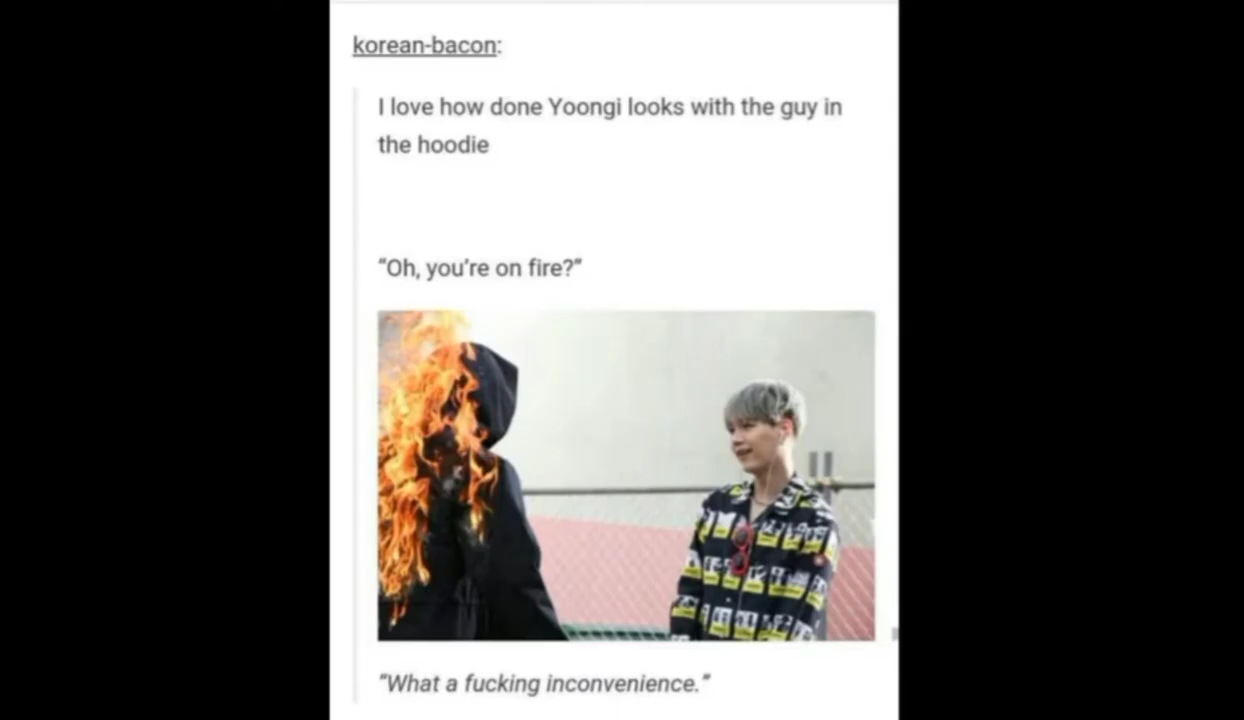 korean-bacon:
I love how done Yoongi looks with the guy in
the hoodie
“Oh, you’re on fire?”
“What a fucking inconvenience.”